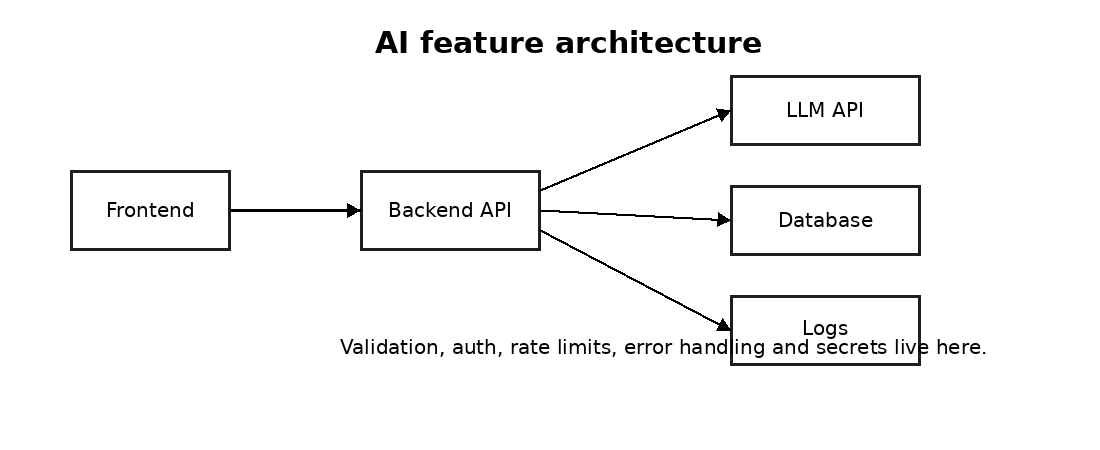 AI feature architecture
LLM API
Frontend
Backend API
Database
Logs
Validation, auth, rate limits, error handling and secrets live here.